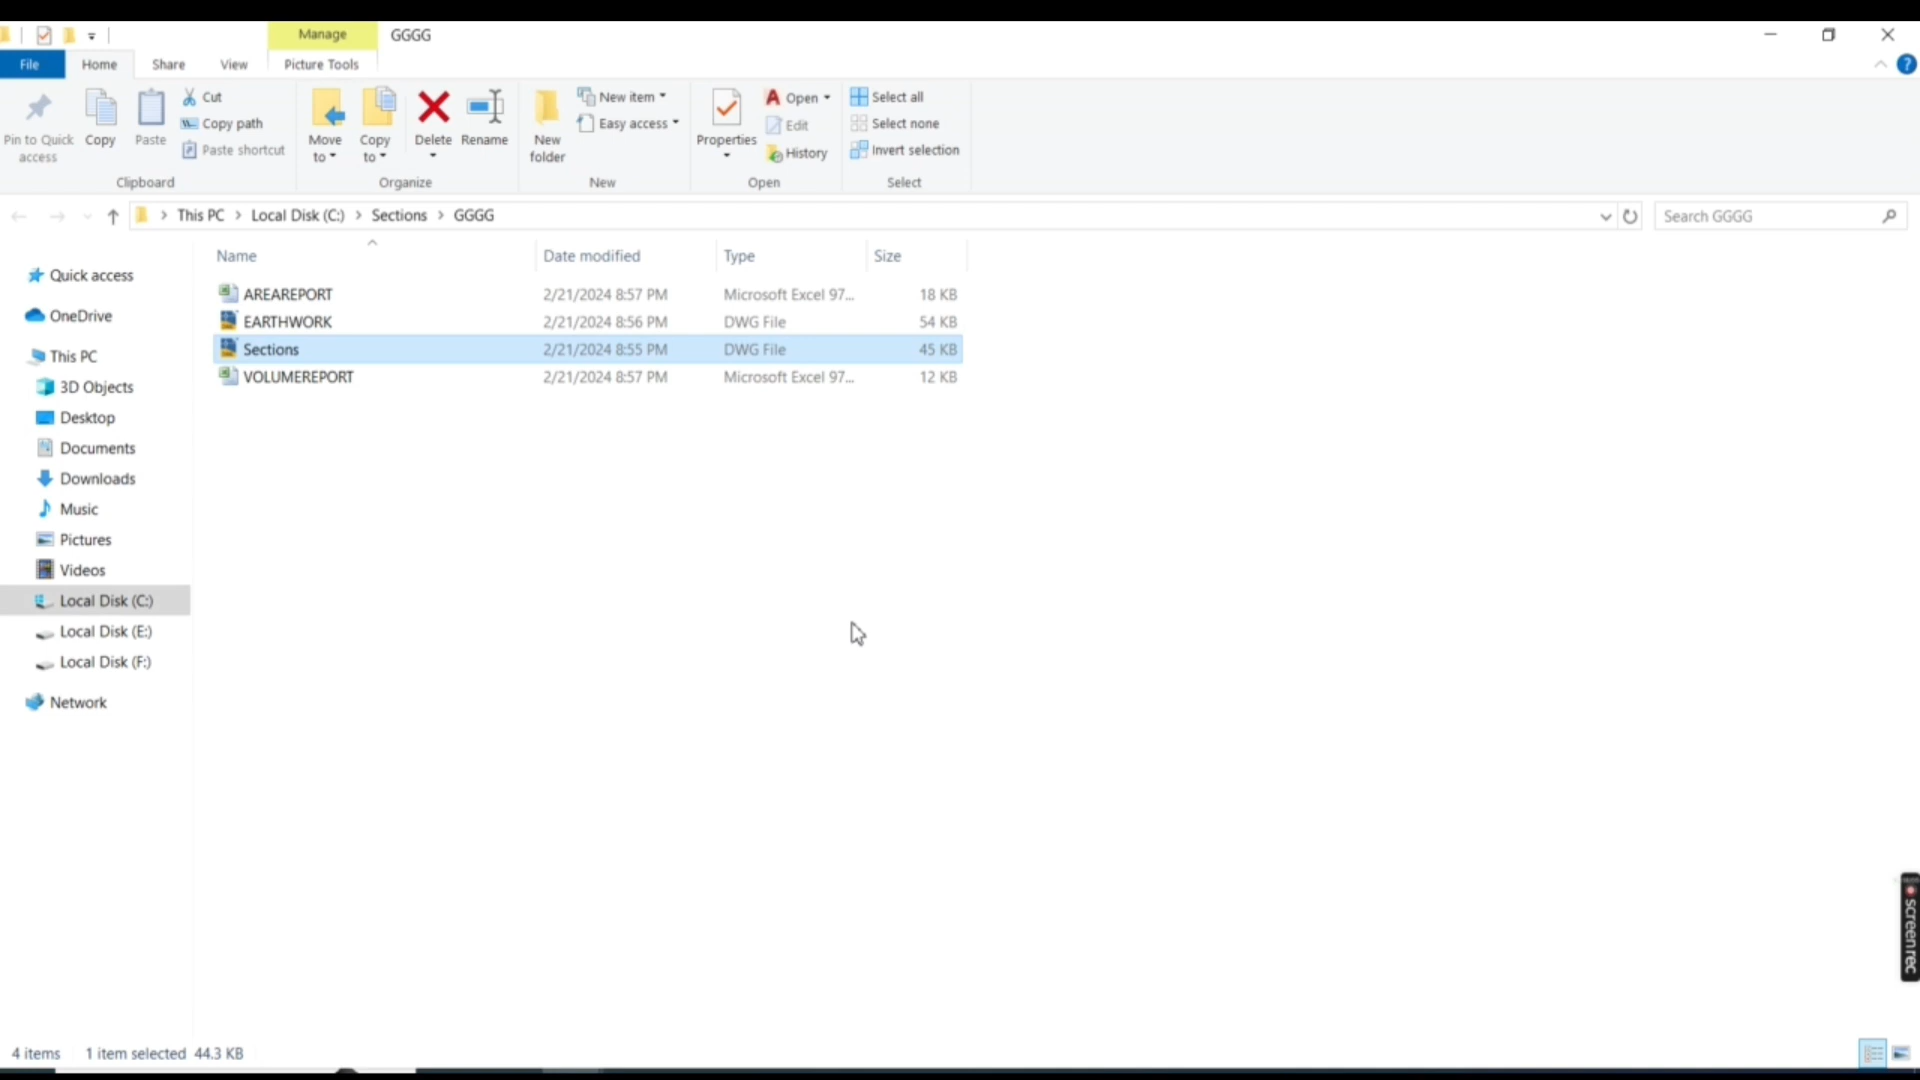 Manage GGGG
File Home Share View Picture Tools
Pin to Quick access
Copy
Paste
Cut
Copy path
Paste shortcut
Clipboard
Move to
Copy to
Delete
Rename
Organize
New folder
New item
Easy access
New
Properties
Open
Edit
History
Open
Select all
Select none
Invert selection
Select
This PC > Local Disk (C:) > Sections > GGGG
Search GGGG
Name Date modified Type Size
AREAREPORT 2/21/2024 8:57 PM Microsoft Excel 97... 18 KB
EARTHWORK 2/21/2024 8:56 PM DWG File 54 KB
Sections 2/21/2024 8:55 PM DWG File 45 KB
VOLUMEREPORT 2/21/2024 8:57 PM Microsoft Excel 97... 12 KB
Quick access
OneDrive
This PC
3D Objects
Desktop
Documents
Downloads
Music
Pictures
Videos
Local Disk (C:)
Local Disk (E:)
Local Disk (F:)
Network
screenrec
4 items 1 item selected 44.3 KB